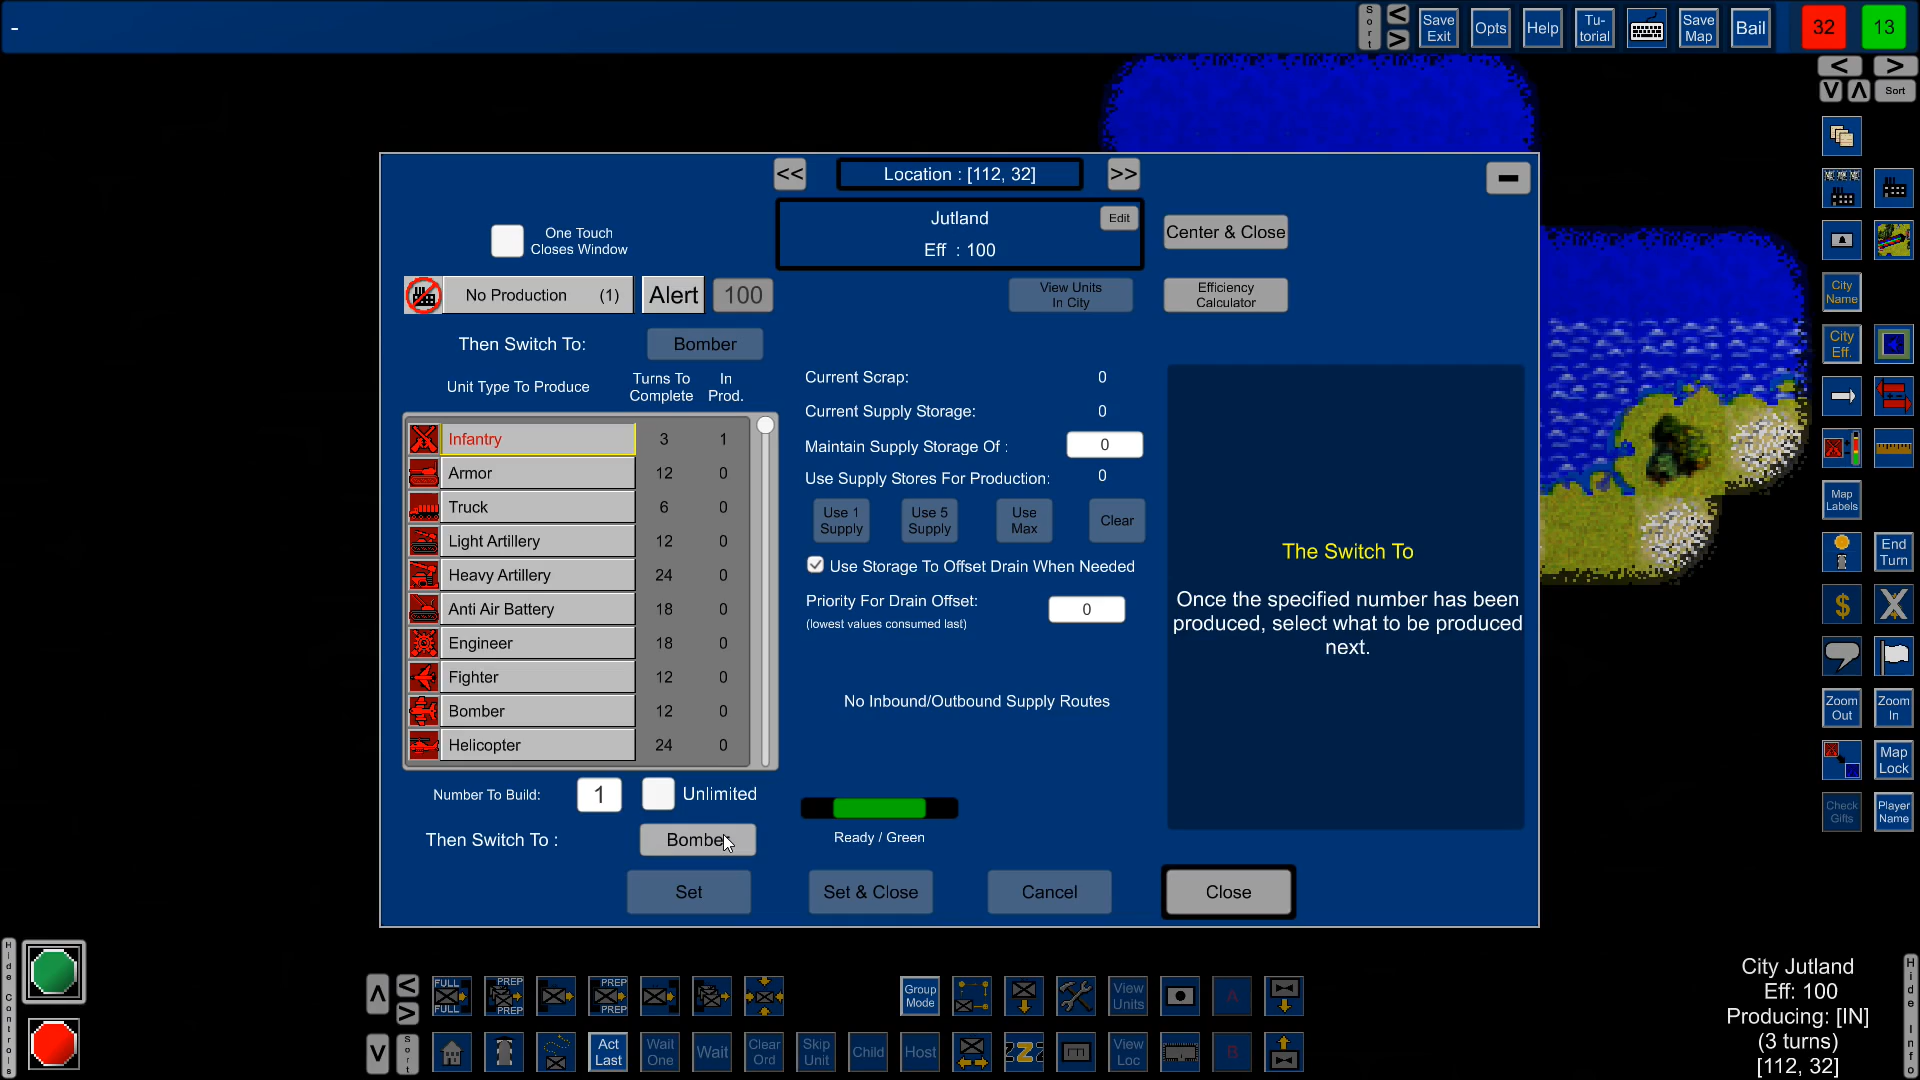 -
Sort
<
>
Save
Exit
Opts
Help
Tu-
torial
Save
Map
Bail
32
13
<
>
V
Λ
Sort
<<
Location : [112, 32]
>>
Jutland
Edit
Eff : 100
Center & Close
One Touch
Closes Window
No Production (1)
Alert
100
View Units
In City
Efficiency
Calculator
Then Switch To:
Bomber
Unit Type To Produce
Turns To
Complete
In
Prod.
Infantry 3 1
Armor 12 0
Truck 6 0
Light Artillery 12 0
Heavy Artillery 24 0
Anti Air Battery 18 0
Engineer 18 0
Fighter 12 0
Bomber 12 0
Helicopter 24 0
Number To Build:
1
Unlimited
Then Switch To :
Bomber
Current Scrap: 0
Current Supply Storage: 0
Maintain Supply Storage Of : 0
Use Supply Stores For Production: 0
Use 1
Supply
Use 5
Supply
Use
Max
Clear
Use Storage To Offset Drain When Needed
Priority For Drain Offset: 0
(lowest values consumed last)
No Inbound/Outbound Supply Routes
Ready / Green
The Switch To
Once the specified number has been
produced, select what to be produced
next.
Set
Set & Close
Cancel
Close
City
Name
City
Eff.
Map
Labels
End
Turn
$
X
Zoom
Out
Zoom
In
Map
Lock
Check
Gifts
Player
Name
Hide Controls
Λ
<
>
V
Sort
FULL
FULL
PREP
PREP
PREP
Group
Mode
View
Units
A
Act
Last
Wait
One
Wait
Clear
Ord
Skip
Unit
Child
Host
ZZZ
View
Loc
B
City Jutland
Eff: 100
Producing: [IN]
(3 turns)
[112, 32]
Hide Info